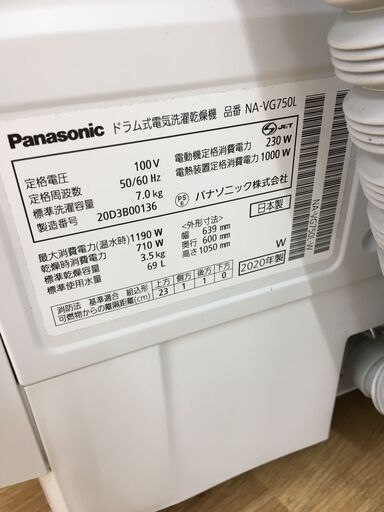 Panasonic ドラム式電気洗濯乾燥機 品番 NA-VG750L
定格電圧 100 V
定格周波数 50/60 Hz
標準洗濯容量 7.0 kg
製造番号 20D3B00136
S-JET
電動機定格消費電力 230 W
電熱装置定格消費電力 1000 W
PS E パナソニック株式会社
最大消費電力(温水時) 1190 W
乾燥時消費電力 710 W
標準乾燥容量 3.5 kg
標準使用水量 69 L
<外形寸法>
幅 639 mm
奥行 600 mm
高さ 1050 mm
日本製
W
2020年製
消防法 基準適合 組込形
可燃物からの離隔距離(cm)
上方 側方 後方 下方
23 1 1 0
NA-VG750L-W